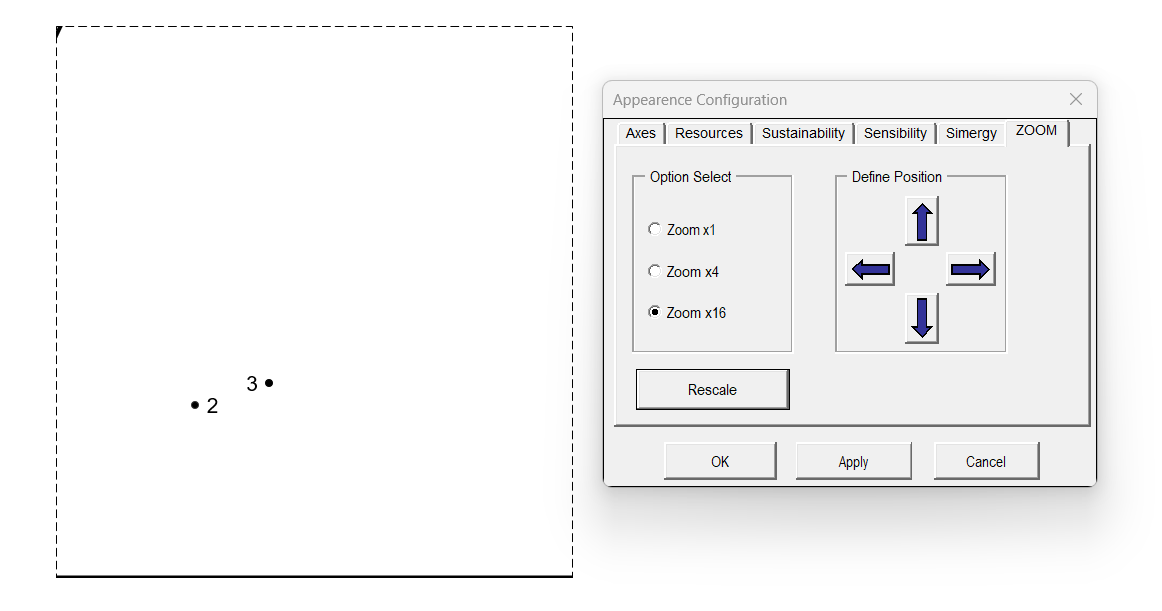 3
2
Appearence Configuration
Axes Resources Sustainability Sensibility Simergy ZOOM
Option Select
Define Position
Zoom x1
Zoom x4
Zoom x16
Rescale
OK Apply Cancel